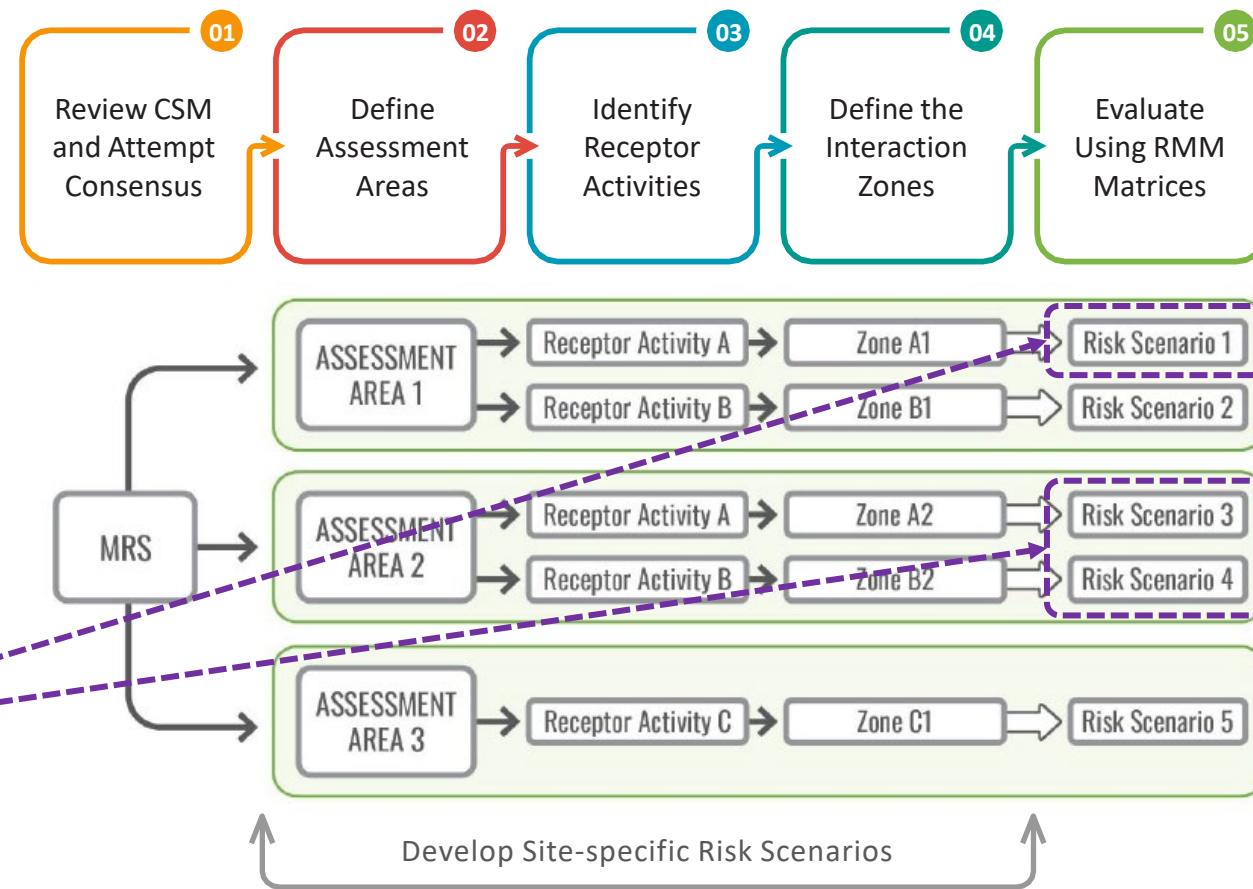 01
02
03
04
05
Review CSM
and Attempt
Consensus
Define
Assessment
Areas
Identify
Receptor
Activities
Define the
Interaction
Zones
Evaluate
Using RMM
Matrices
MRS
ASSESSMENT
AREA 1
Receptor Activity A
Zone A1
Risk Scenario 1
Receptor Activity B
Zone B1
Risk Scenario 2
ASSESSMENT
AREA 2
Receptor Activity A
Zone A2
Risk Scenario 3
Receptor Activity B
Zone B2
Risk Scenario 4
ASSESSMENT
AREA 3
Receptor Activity C
Zone C1
Risk Scenario 5
Develop Site-specific Risk Scenarios